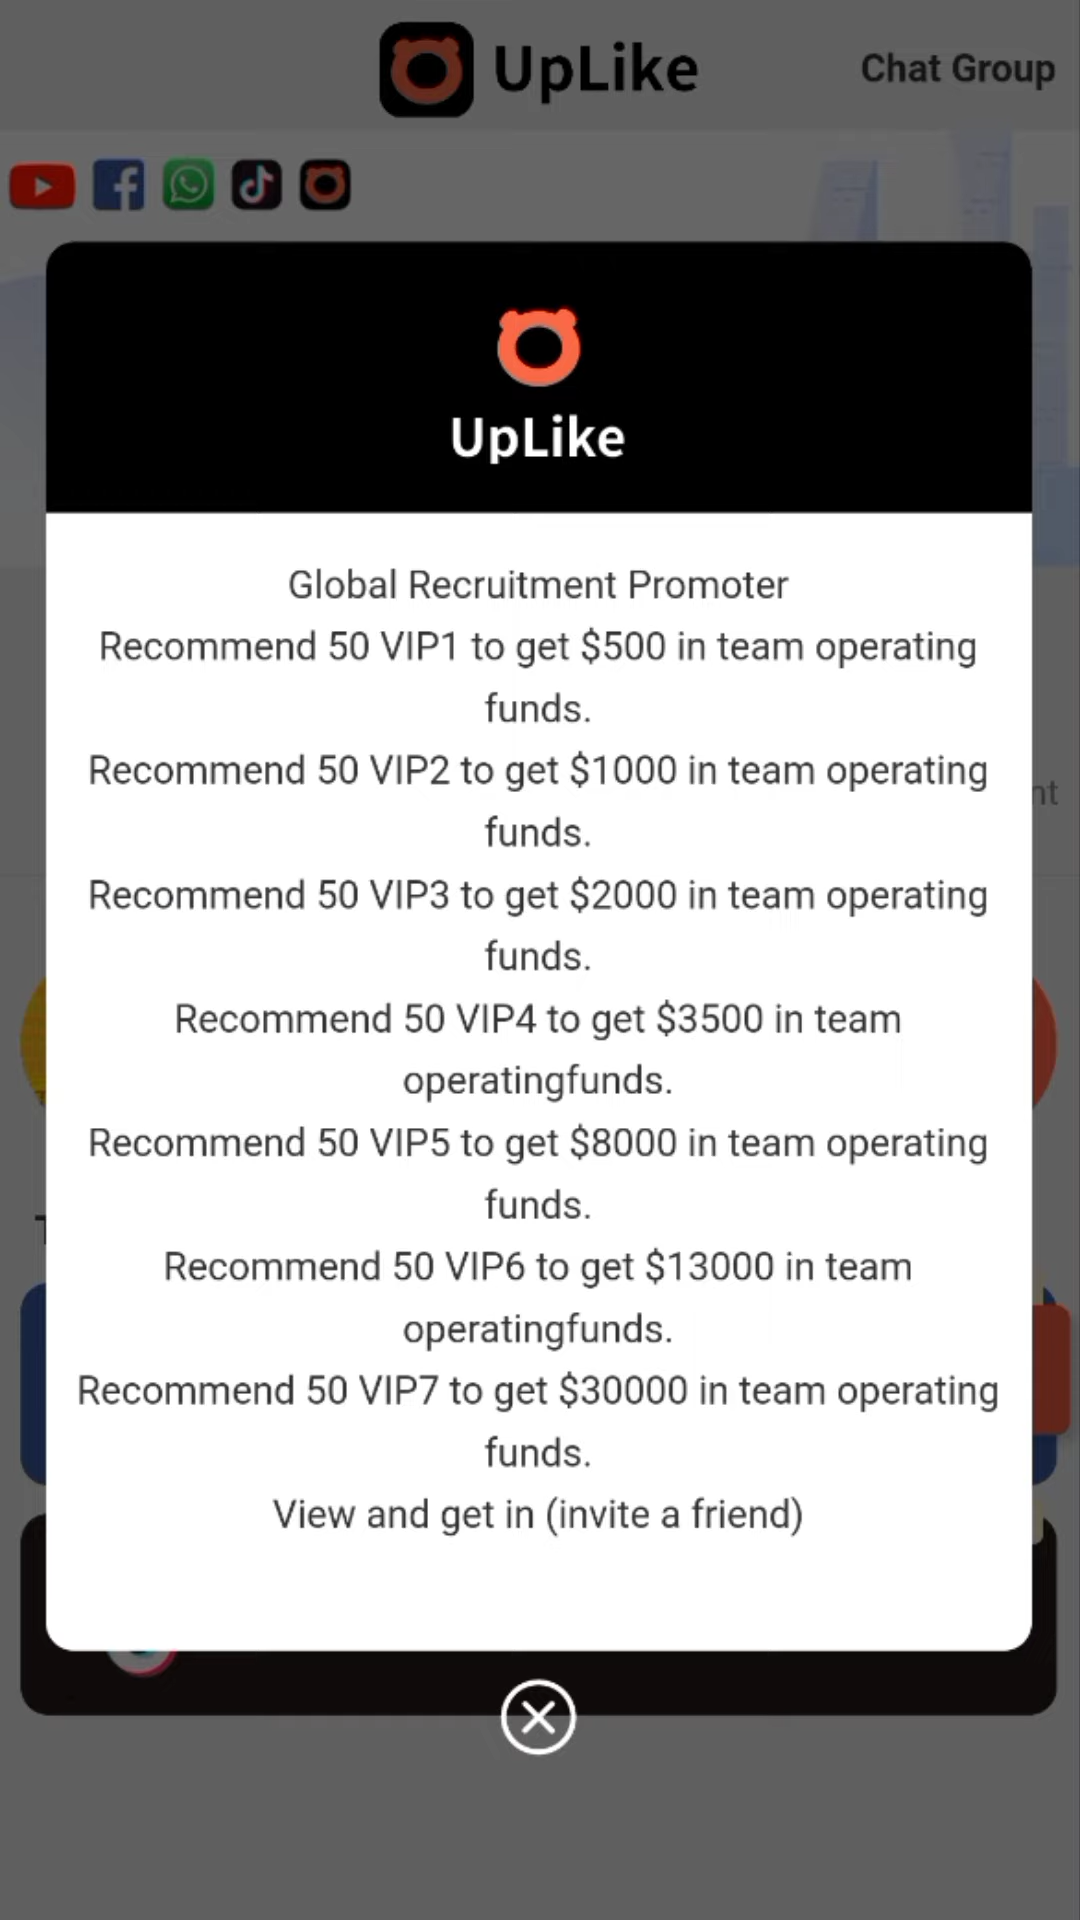 UpLike
Chat Group
UpLike
Global Recruitment Promoter
Recommend 50 VIP1 to get $500 in team operating
funds.
Recommend 50 VIP2 to get $1000 in team operating
funds.
Recommend 50 VIP3 to get $2000 in team operating
funds.
Recommend 50 VIP4 to get $3500 in team
operatingfunds.
Recommend 50 VIP5 to get $8000 in team operating
funds.
Recommend 50 VIP6 to get $13000 in team
operatingfunds.
Recommend 50 VIP7 to get $30000 in team operating
funds.
View and get in (invite a friend)